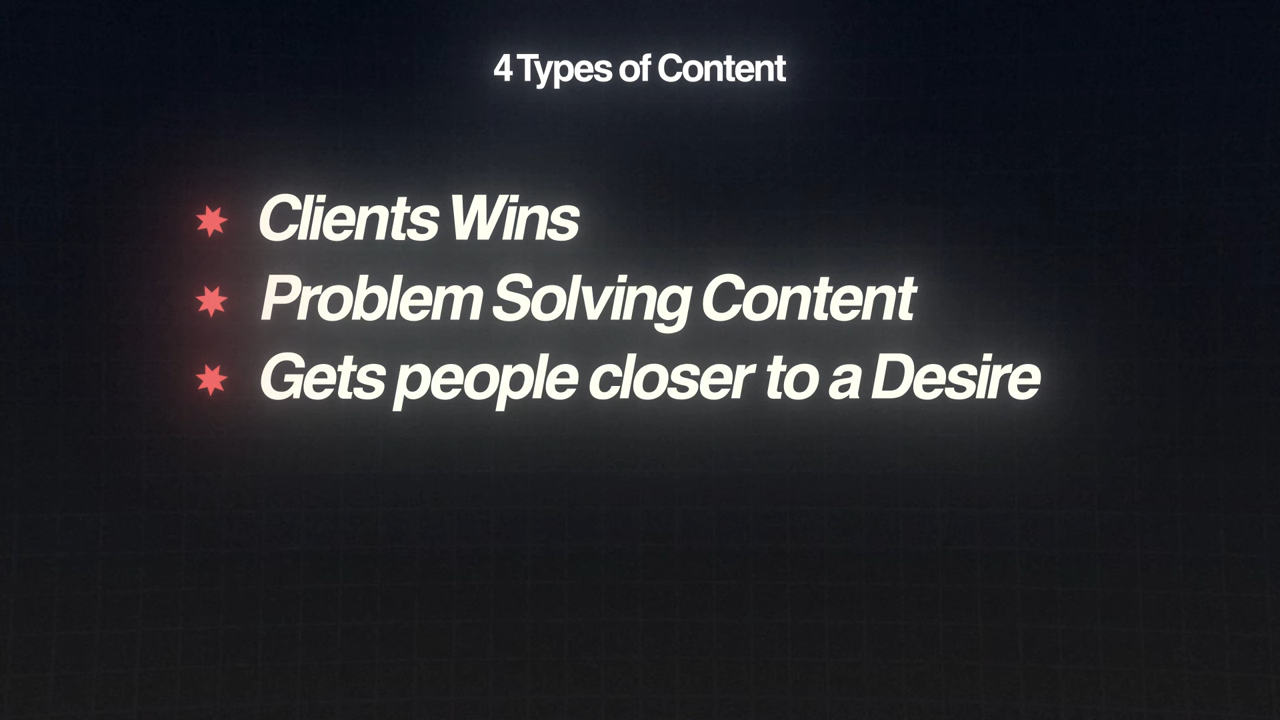 4 Types of Content
Clients Wins
Problem Solving Content
Gets people closer to a Desire